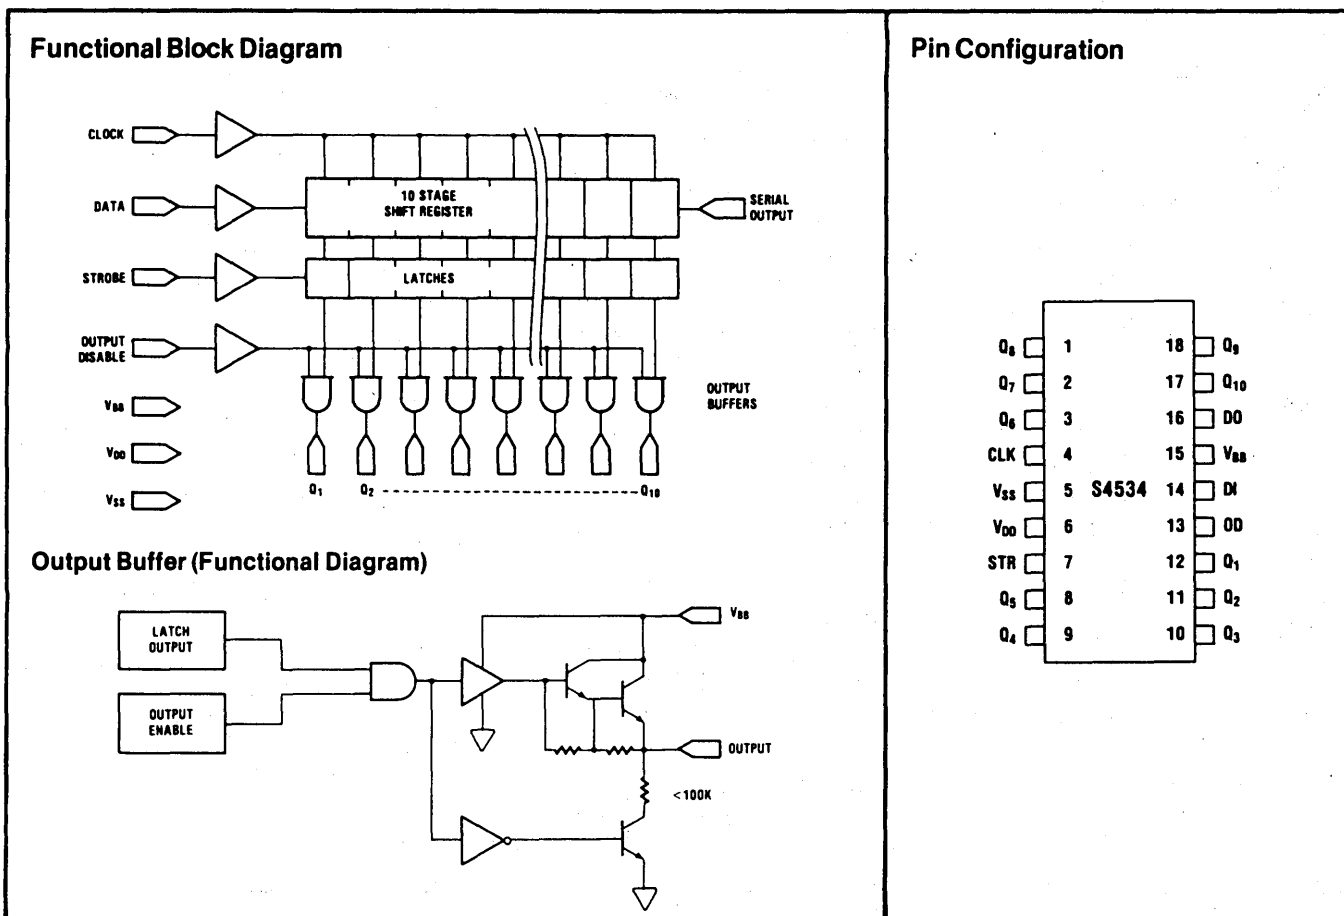 Functional Block Diagram
CLOCK
DATA
STROBE
OUTPUT
DISABLE
VBB
VDD
VSS
10 STAGE
SHIFT REGISTER
LATCHES
SERIAL
OUTPUT
OUTPUT
BUFFERS
Q1 Q2 Q10
Output Buffer (Functional Diagram)
LATCH
OUTPUT
OUTPUT
ENABLE
VBB
OUTPUT
<100K
Pin Configuration
Q8 1 18 Q9
Q7 2 17 Q10
Q6 3 16 DO
CLK 4 15 VBB
VSS 5 S4534 14 DI
VDD 6 13 OD
STR 7 12 Q1
Q5 8 11 Q2
Q4 9 10 Q3